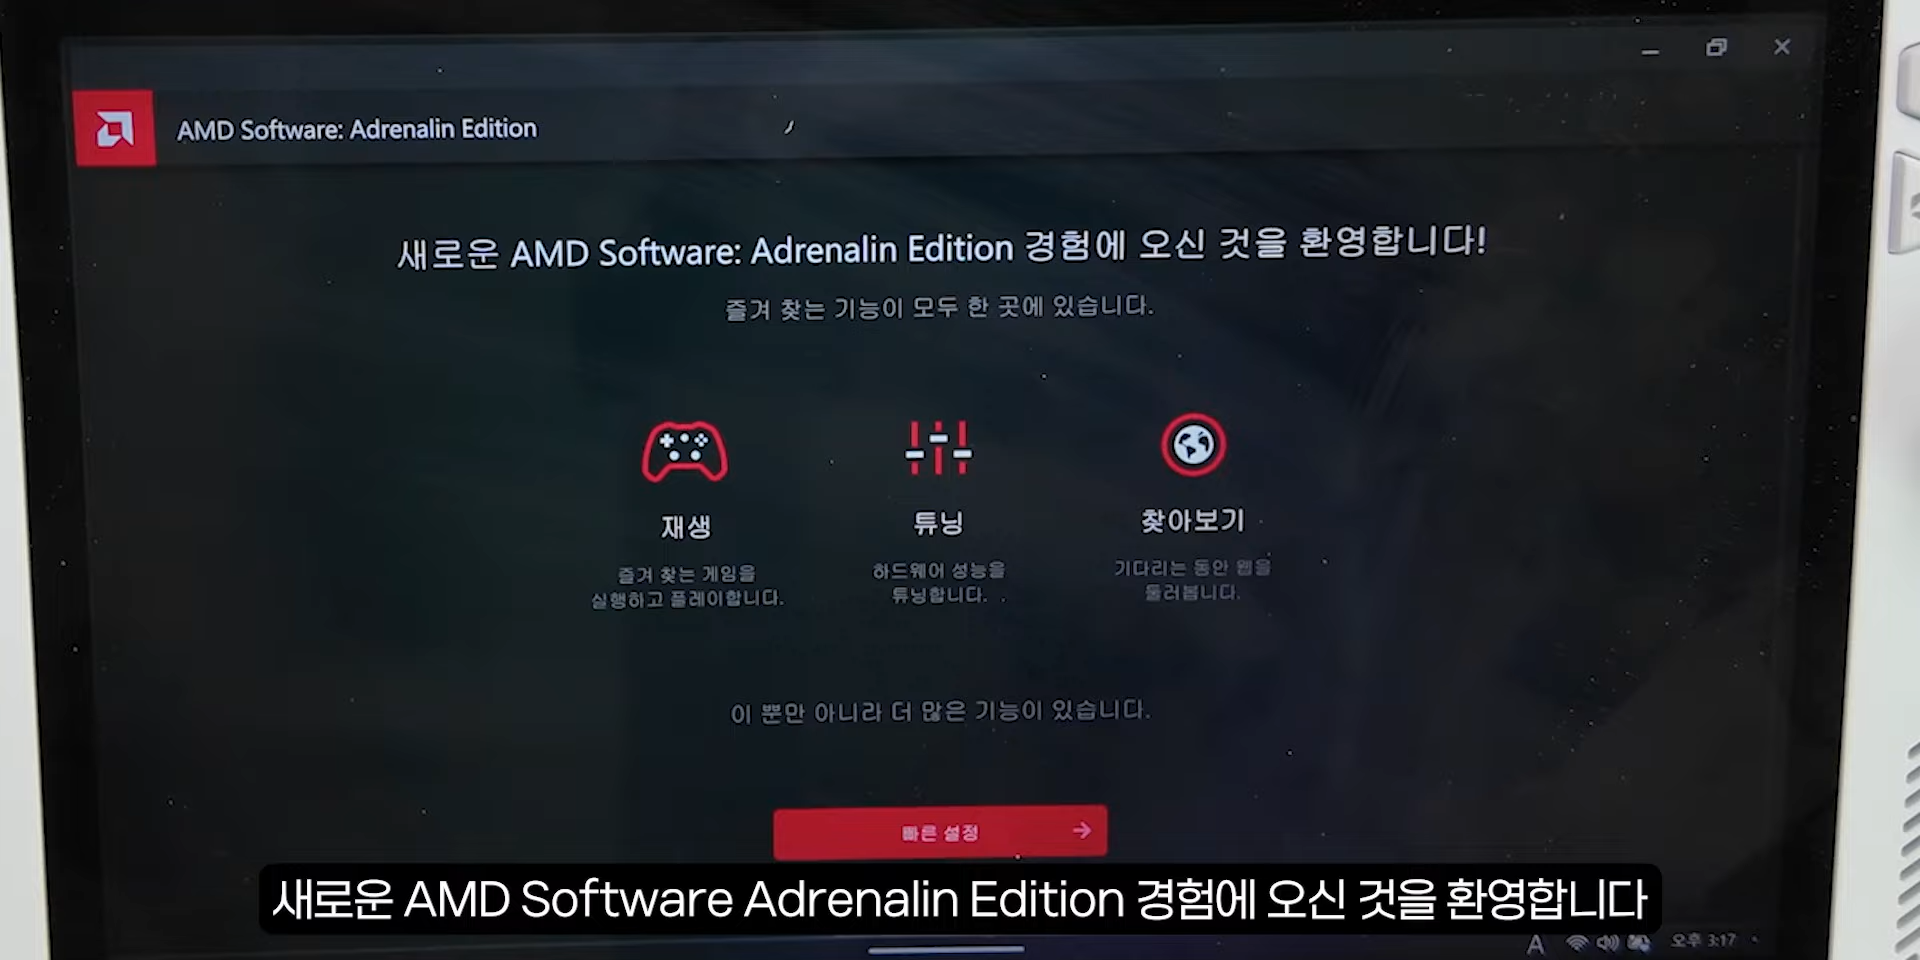 AMD Software: Adrenalin Edition
새로운 AMD Software: Adrenalin Edition 경험에 오신 것을 환영합니다!
즐겨 찾는 기능이 모두 한 곳에 있습니다.
재생
즐겨 찾는 게임을
실행하고 플레이합니다.
튜닝
하드웨어 성능을
튜닝합니다.
찾아보기
기다리는 동안 웹을
둘러봅니다.
이 뿐만 아니라 더 많은 기능이 있습니다.
빠른 설정
새로운 AMD Software Adrenalin Edition 경험에 오신 것을 환영합니다
A 오후 3:17